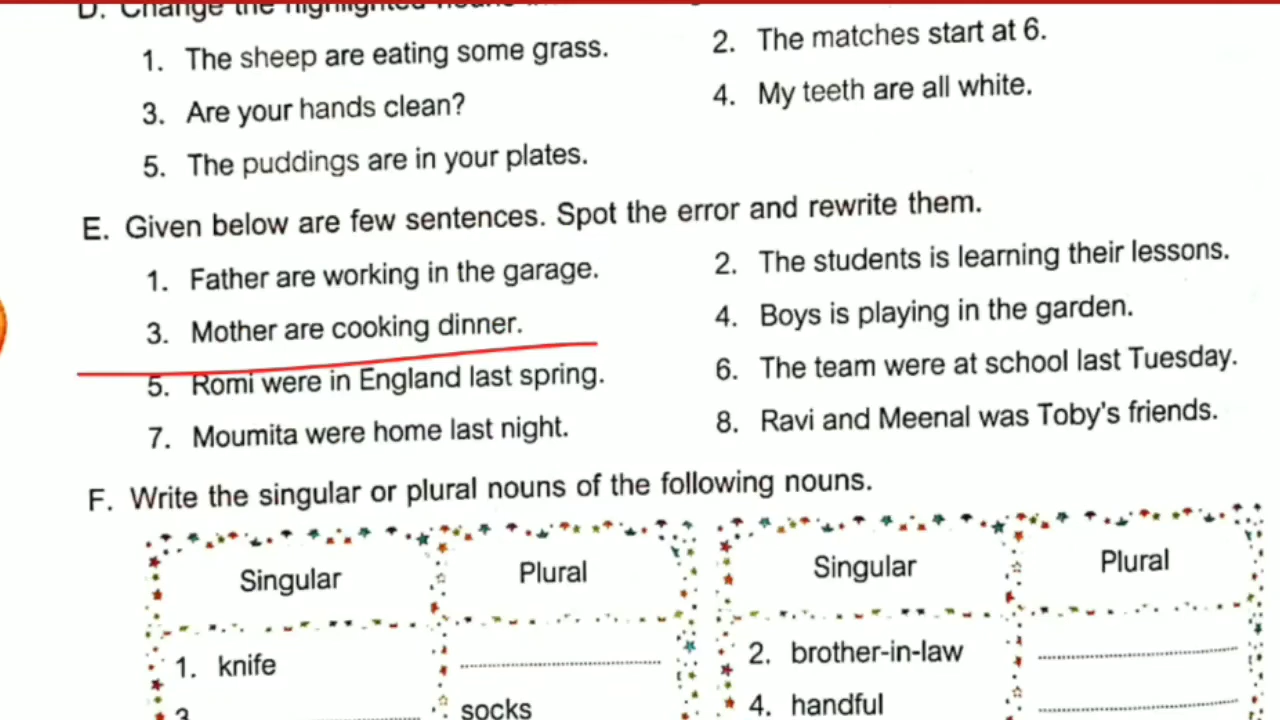 D. Change the highlighted nouns
1. The sheep are eating some grass.
2. The matches start at 6.
3. Are your hands clean?
4. My teeth are all white.
5. The puddings are in your plates.
E. Given below are few sentences. Spot the error and rewrite them.
1. Father are working in the garage.
2. The students is learning their lessons.
3. Mother are cooking dinner.
4. Boys is playing in the garden.
5. Romi were in England last spring.
6. The team were at school last Tuesday.
7. Moumita were home last night.
8. Ravi and Meenal was Toby's friends.
F. Write the singular or plural nouns of the following nouns.
Singular Plural Singular Plural
1. knife
2. brother-in-law
3. socks
4. handful